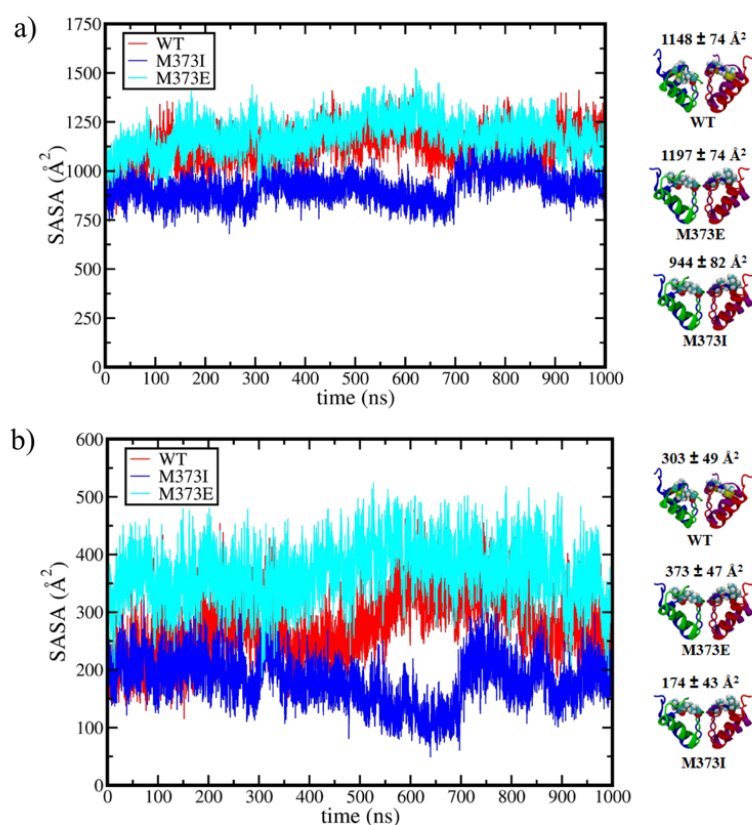 a)
1750
1500
1250
1000
750
500
250
0
SASA (Å²)
WT
M373I
M373E
0 100 200 300 400 500 600 700 800 900 1000
time (ns)
1148 ± 74 Å²
WT
1197 ± 74 Å²
M373E
944 ± 82 Å²
M373I
b)
600
500
400
300
200
100
0
SASA (Å²)
WT
M373I
M373E
0 100 200 300 400 500 600 700 800 900 1000
time (ns)
303 ± 49 Å²
WT
373 ± 47 Å²
M373E
174 ± 43 Å²
M373I